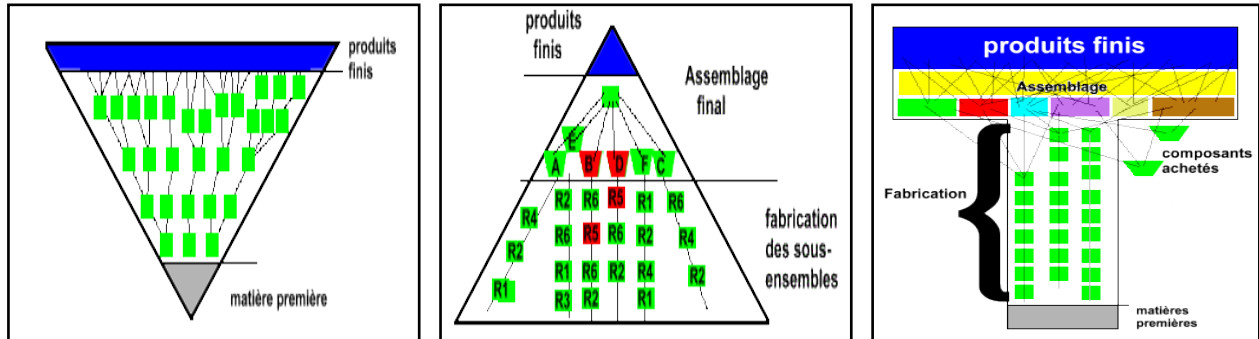 produits
finis
matière première
produits
finis
Assemblage
final
E
A
B
D
F
C
R2
R6
R5
R1
R6
R4
R6
R5
R6
R2
R4
R2
R1
R6
R2
R4
R2
R1
R3
R2
R1
fabrication
des sous-
ensembles
produits finis
Assemblage
composants
achetés
Fabrication
matières
premières